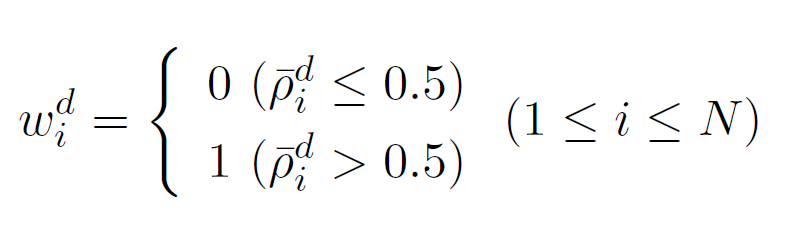 w_i^d = { 0 (ρ̄_i^d ≤ 0.5)
1 (ρ̄_i^d > 0.5) (1 ≤ i ≤ N)